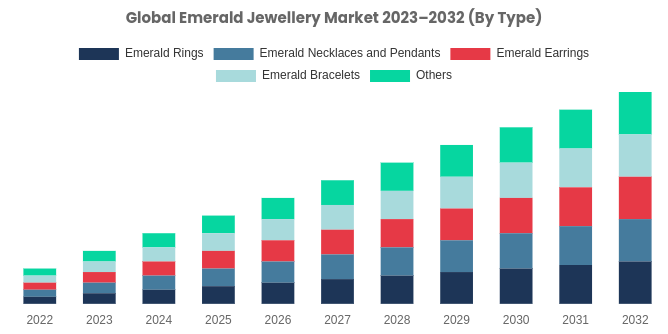 Global Emerald Jewellery Market 2023–2032 (By Type)
Emerald Rings Emerald Necklaces and Pendants Emerald Earrings
Emerald Bracelets Others
2022 2023 2024 2025 2026 2027 2028 2029 2030 2031 2032